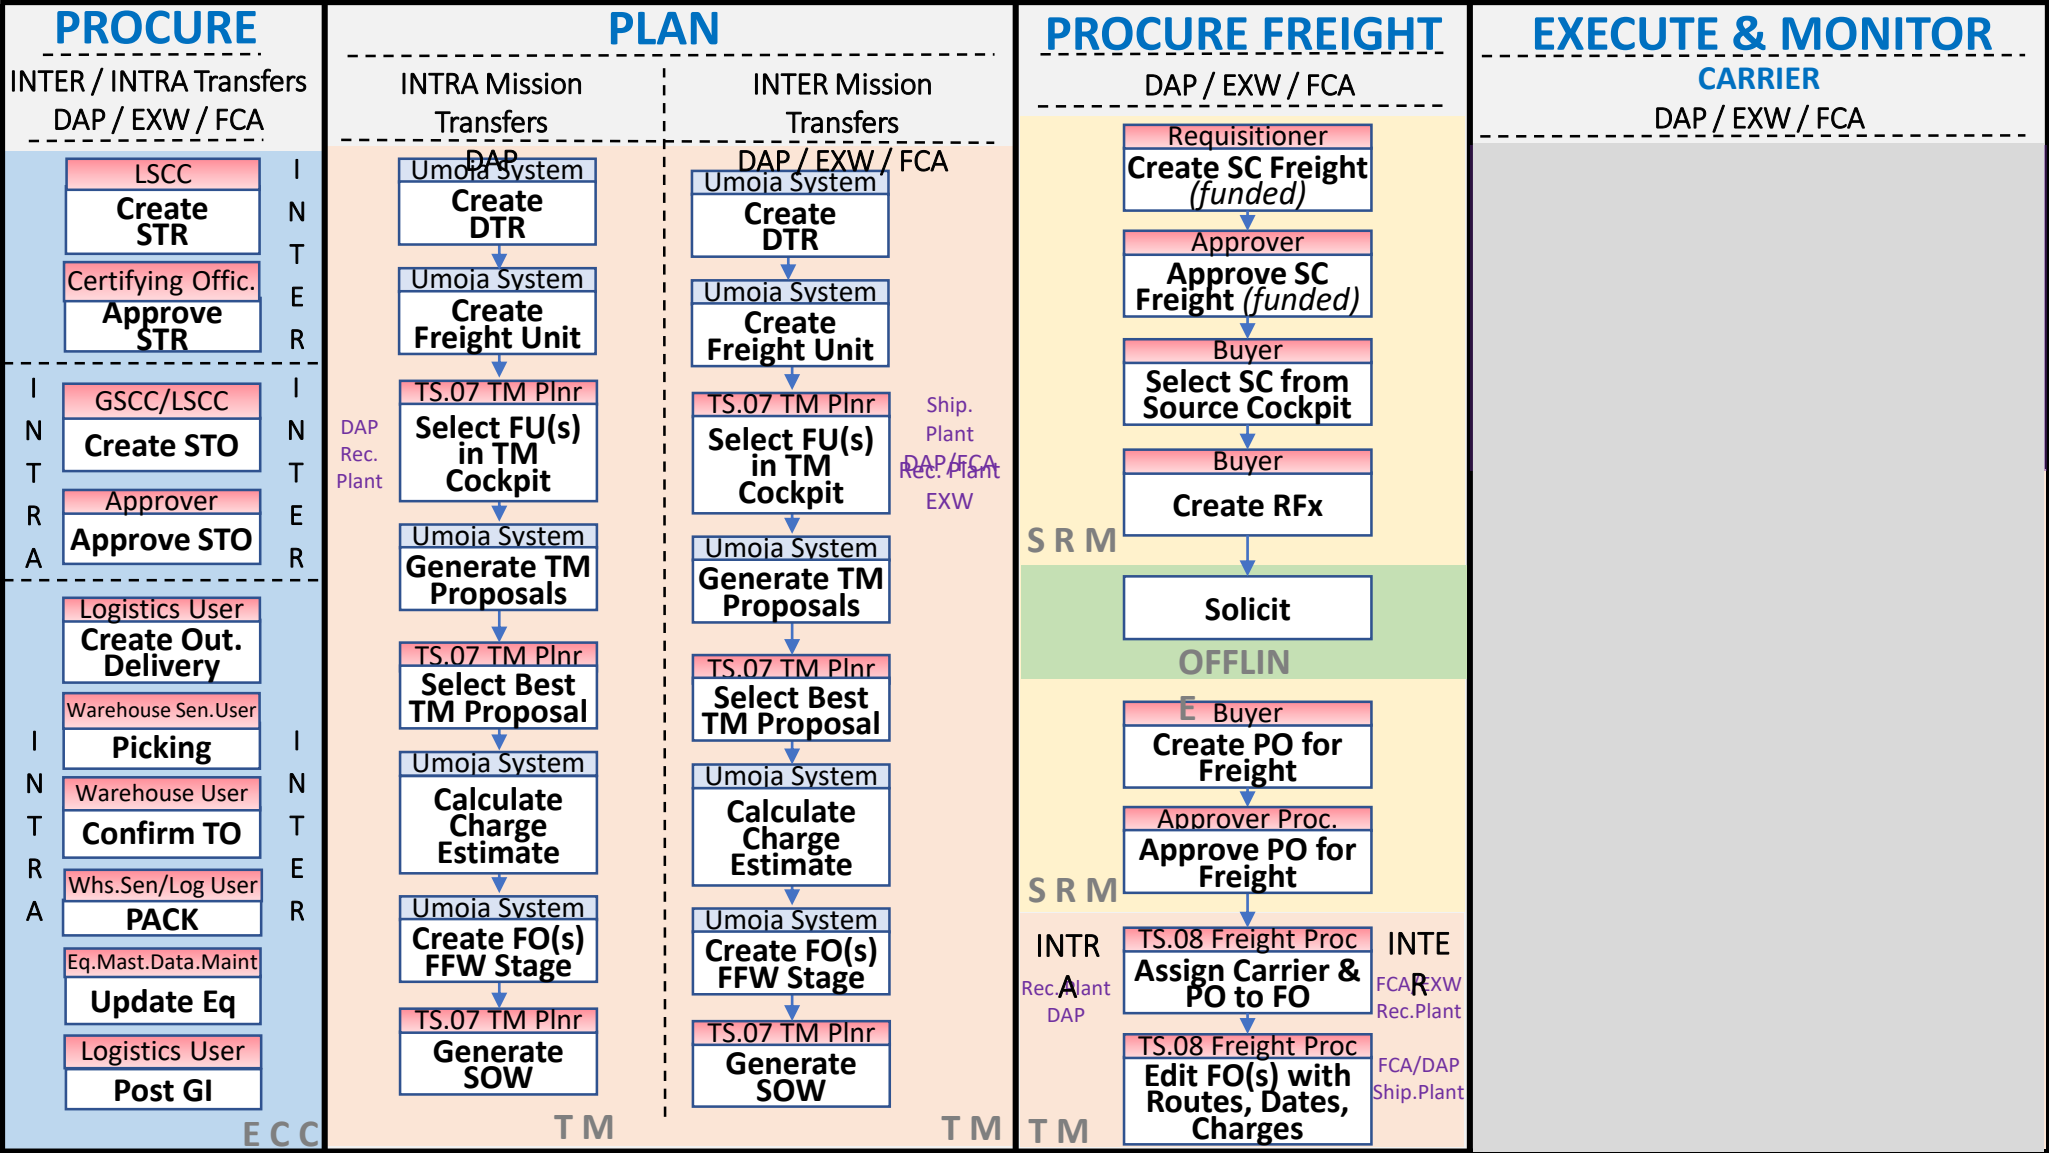 PROCURE
INTER / INTRA Transfers
DAP / EXW / FCA
LSCC
Create
STR
Certifying Offic.
Approve
STR
I
N
T
E
R
GSCC/LSCC
Create STO
Approver
Approve STO
I
N
T
R
A
I
N
T
E
R
Logistics User
Create Out.
Delivery
Warehouse Sen.User
Picking
Warehouse User
Confirm TO
Whs.Sen/Log User
PACK
Eq.Mast.Data.Maint
Update Eq
Logistics User
Post GI
I
N
T
R
A
I
N
T
E
R
E C C
PLAN
INTRA Mission
Transfers
DAP
Umoja System
Create
DTR
Umoja System
Create
Freight Unit
TS.07 TM Plnr
Select FU(s)
in TM
Cockpit
DAP
Rec.
Plant
Umoja System
Generate TM
Proposals
TS.07 TM Plnr
Select Best
TM Proposal
Umoja System
Calculate
Charge
Estimate
Umoja System
Create FO(s)
FFW Stage
TS.07 TM Plnr
Generate
SOW
T M
INTER Mission
Transfers
DAP / EXW / FCA
Umoja System
Create
DTR
Umoja System
Create
Freight Unit
TS.07 TM Plnr
Select FU(s)
in TM
Cockpit
Ship.
Plant
DAP/FCA
Rec. Plant
EXW
Umoja System
Generate TM
Proposals
TS.07 TM Plnr
Select Best
TM Proposal
Umoja System
Calculate
Charge
Estimate
Umoja System
Create FO(s)
FFW Stage
TS.07 TM Plnr
Generate
SOW
T M
PROCURE FREIGHT
DAP / EXW / FCA
Requisitioner
Create SC Freight
(funded)
Approver
Approve SC
Freight (funded)
Buyer
Select SC from
Source Cockpit
Buyer
Create RFx
S R M
Solicit
OFFLIN
E
Buyer
Create PO for
Freight
Approver Proc.
Approve PO for
Freight
S R M
INTR
A
Rec. Plant
DAP
TS.08 Freight Proc
Assign Carrier &
PO to FO
INTE
R
FCA/EXW
Rec.Plant
TS.08 Freight Proc
Edit FO(s) with
Routes, Dates,
Charges
FCA/DAP
Ship.Plant
T M
EXECUTE & MONITOR
CARRIER
DAP / EXW / FCA